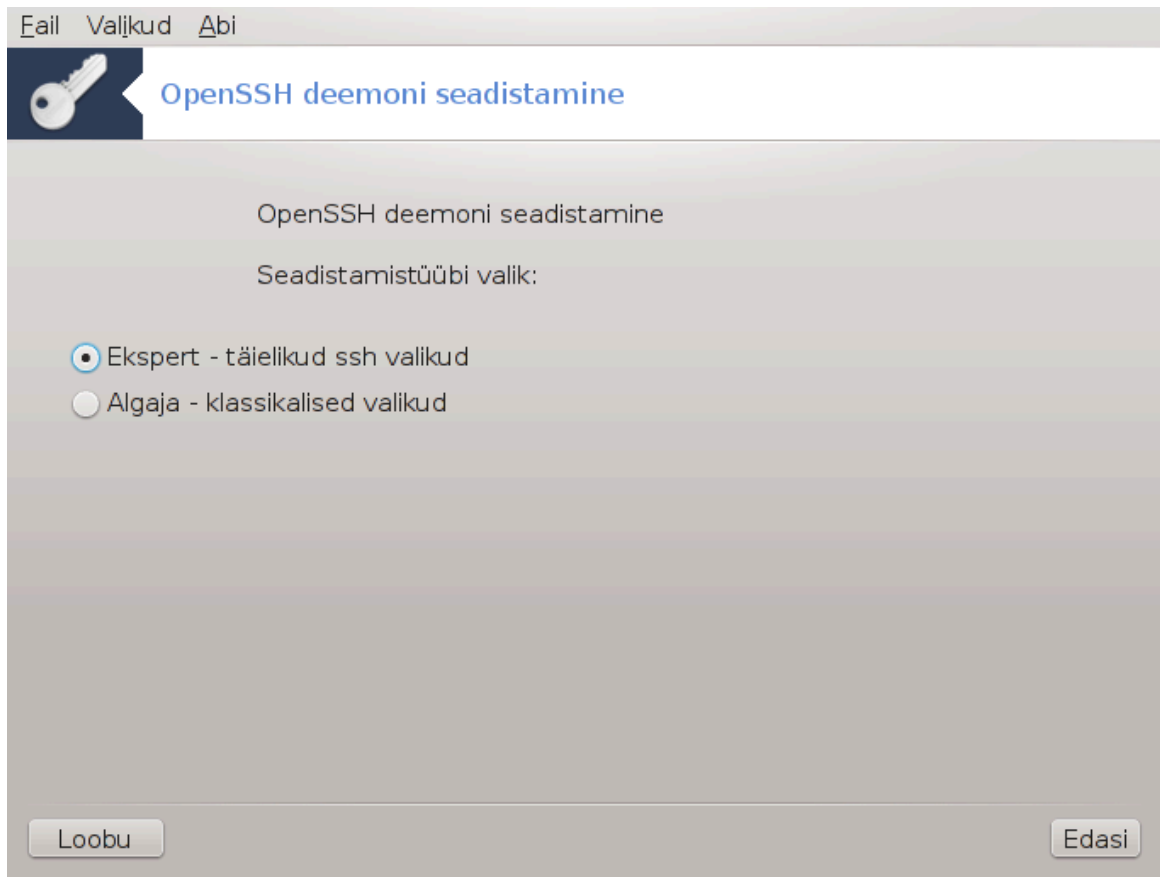 Fail Valikud Abi
OpenSSH deemoni seadistamine
OpenSSH deemoni seadistamine
Seadistamistüübi valik:
Ekspert - täielikud ssh valikud
Algaja - klassikalised valikud
Loobu Edasi